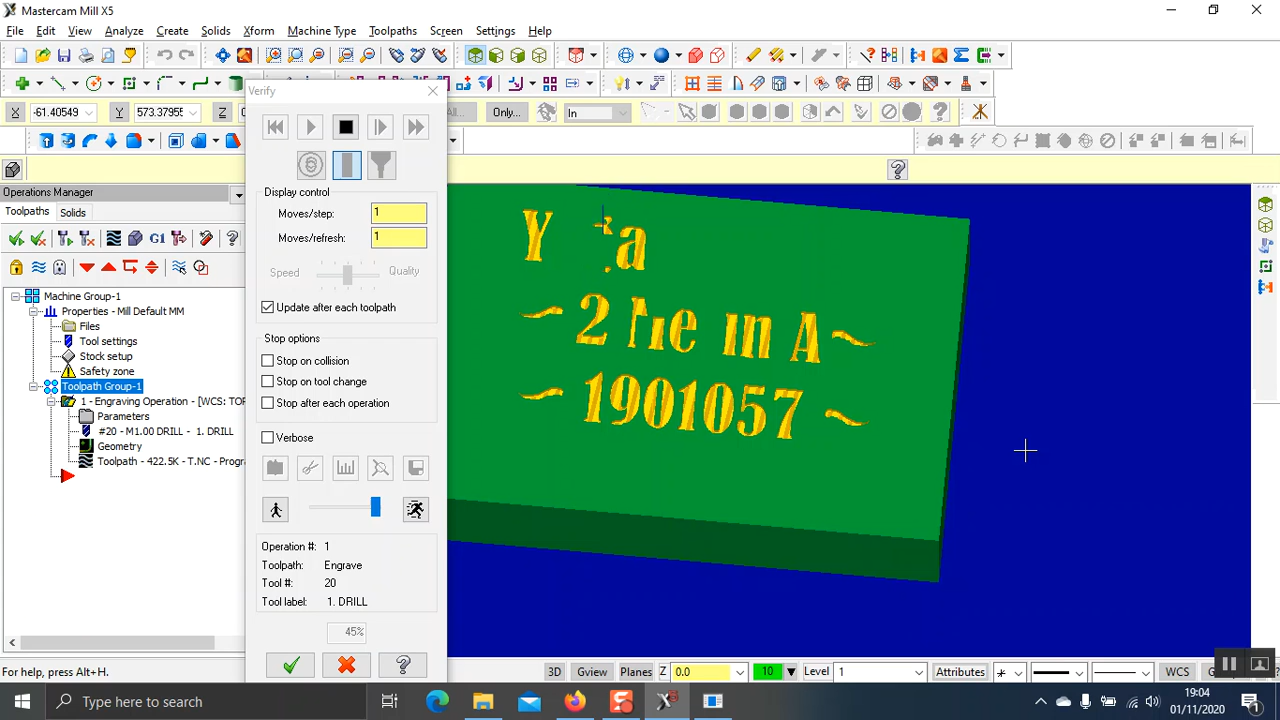 Mastercam Mill X5
File Edit View Analyze Create Solids Xform Machine Type Toolpaths Screen Settings Help
X -61.40549 Y 573.37955 Z Only... In
Verify
Operations Manager
Toolpaths Solids
G1
Display control
Moves/step: 1
Moves/refresh: 1
Speed Quality
Update after each toolpath
Stop options
Stop on collision
Stop on tool change
Stop after each operation
Verbose
Operation #: 1
Toolpath: Engrave
Tool #: 20
Tool label: 1. DRILL
45%
Machine Group-1
Properties - Mill Default MM
Files
Tool settings
Stock setup
Safety zone
Toolpath Group-1
1 - Engraving Operation - [WCS: TOP
Parameters
#20 - M1.00 DRILL - 1. DRILL
Geometry
Toolpath - 422.5K - T.NC - Progra
~ 1901057 ~
For help, press Alt+H.
3D Gview Planes Z 0.0 10 Level 1 Attributes WCS
Type here to search
19:04
01/11/2020